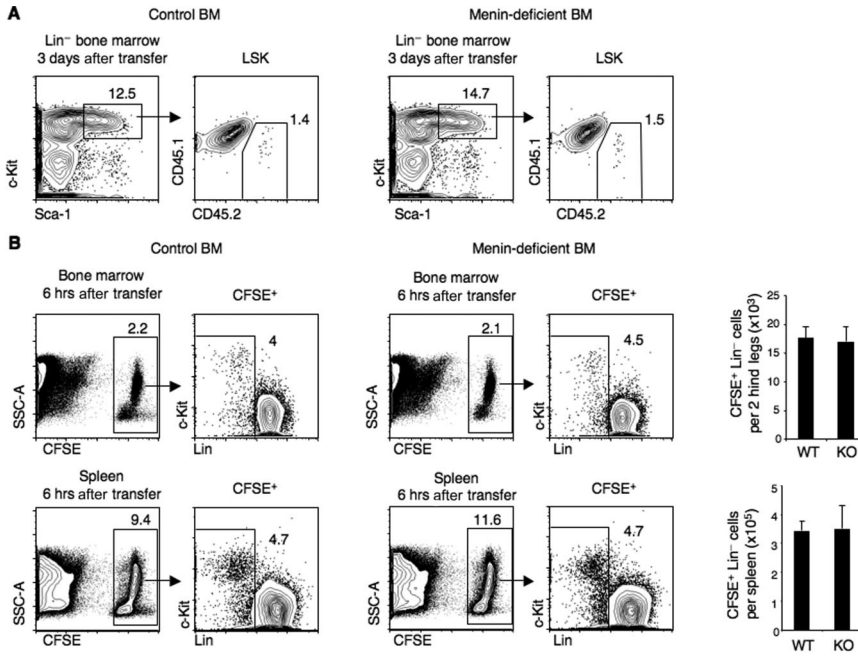 A
Control BM
Menin-deficient BM
Lin⁻ bone marrow
3 days after transfer
LSK
Lin⁻ bone marrow
3 days after transfer
LSK
12.5
1.4
14.7
1.5
c-Kit
CD45.1
c-Kit
CD45.1
Sca-1
CD45.2
Sca-1
CD45.2
B
Control BM
Menin-deficient BM
Bone marrow
6 hrs after transfer
CFSE⁺
Bone marrow
6 hrs after transfer
CFSE⁺
2.2
4
2.1
4.5
SSC-A
c-Kit
SSC-A
c-Kit
CFSE
Lin
CFSE
Lin
CFSE⁺ Lin⁻ cells
per 2 hind legs (x10³)
25
20
15
10
5
0
WT KO
Spleen
6 hrs after transfer
CFSE⁺
Spleen
6 hrs after transfer
CFSE⁺
9.4
4.7
11.6
4.7
SSC-A
c-Kit
SSC-A
c-Kit
CFSE
Lin
CFSE
Lin
CFSE⁺ Lin⁻ cells
per spleen (x10⁵)
5
4
3
2
1
0
WT KO